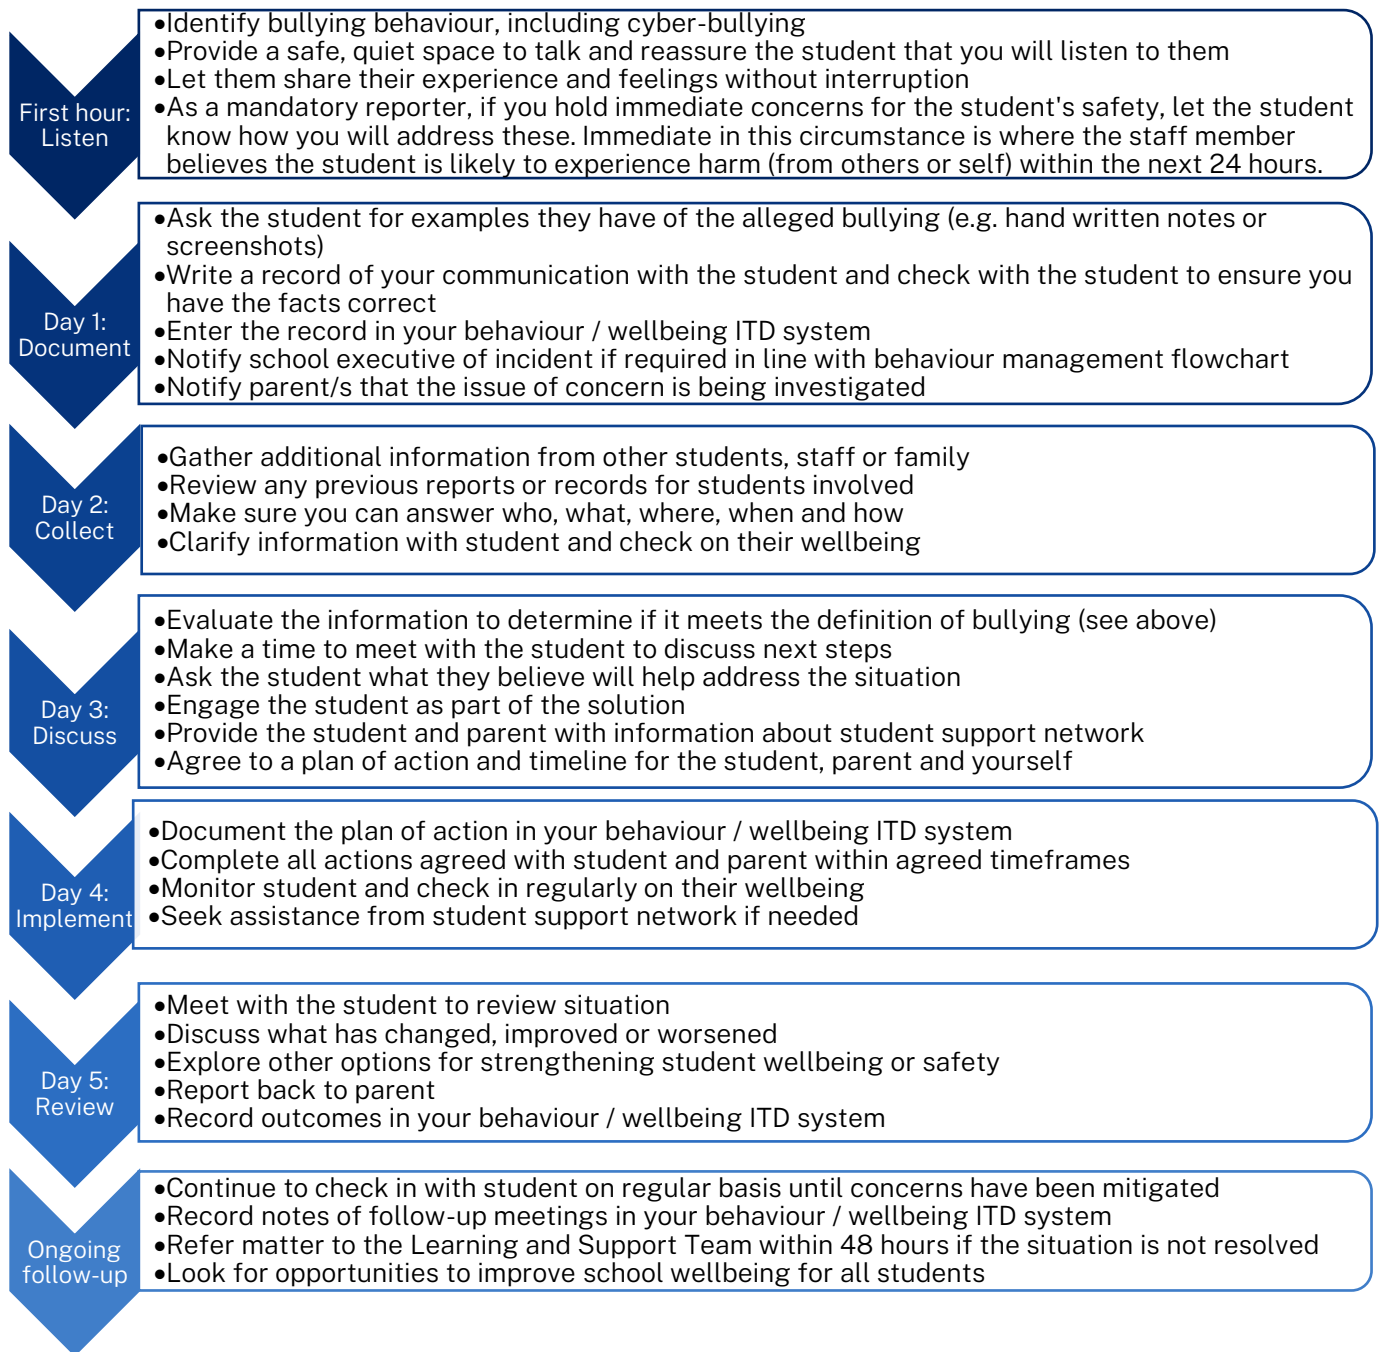 First hour:
Listen
•Identify bullying behaviour, including cyber-bullying
•Provide a safe, quiet space to talk and reassure the student that you will listen to them
•Let them share their experience and feelings without interruption
•As a mandatory reporter, if you hold immediate concerns for the student's safety, let the student
know how you will address these. Immediate in this circumstance is where the staff member
believes the student is likely to experience harm (from others or self) within the next 24 hours.
Day 1:
Document
•Ask the student for examples they have of the alleged bullying (e.g. hand written notes or
screenshots)
•Write a record of your communication with the student and check with the student to ensure you
have the facts correct
•Enter the record in your behaviour / wellbeing ITD system
•Notify school executive of incident if required in line with behaviour management flowchart
•Notify parent/s that the issue of concern is being investigated
Day 2:
Collect
•Gather additional information from other students, staff or family
•Review any previous reports or records for students involved
•Make sure you can answer who, what, where, when and how
•Clarify information with student and check on their wellbeing
Day 3:
Discuss
•Evaluate the information to determine if it meets the definition of bullying (see above)
•Make a time to meet with the student to discuss next steps
•Ask the student what they believe will help address the situation
•Engage the student as part of the solution
•Provide the student and parent with information about student support network
•Agree to a plan of action and timeline for the student, parent and yourself
Day 4:
Implement
•Document the plan of action in your behaviour / wellbeing ITD system
•Complete all actions agreed with student and parent within agreed timeframes
•Monitor student and check in regularly on their wellbeing
•Seek assistance from student support network if needed
Day 5:
Review
•Meet with the student to review situation
•Discuss what has changed, improved or worsened
•Explore other options for strengthening student wellbeing or safety
•Report back to parent
•Record outcomes in your behaviour / wellbeing ITD system
Ongoing
follow-up
•Continue to check in with student on regular basis until concerns have been mitigated
•Record notes of follow-up meetings in your behaviour / wellbeing ITD system
•Refer matter to the Learning and Support Team within 48 hours if the situation is not resolved
•Look for opportunities to improve school wellbeing for all students